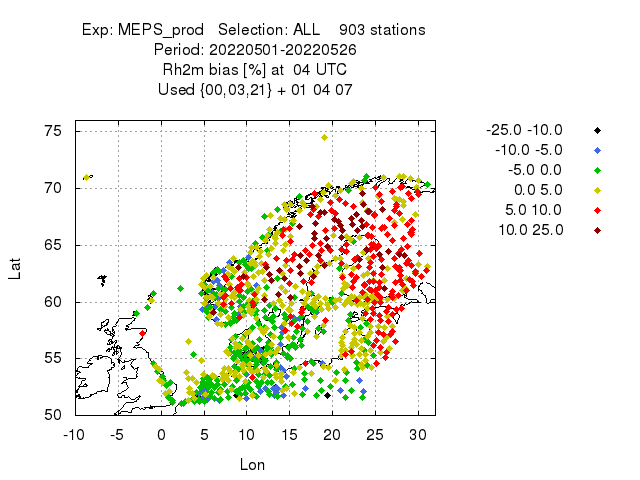 Exp: MEPS_prod Selection: ALL 903 stations
Period: 20220501-20220526
Rh2m bias [%] at 04 UTC
Used {00,03,21} + 01 04 07
-25.0 -10.0
-10.0 -5.0
-5.0 0.0
0.0 5.0
5.0 10.0
10.0 25.0
75
70
65
60
55
50
Lat
-10 -5 0 5 10 15 20 25 30
Lon